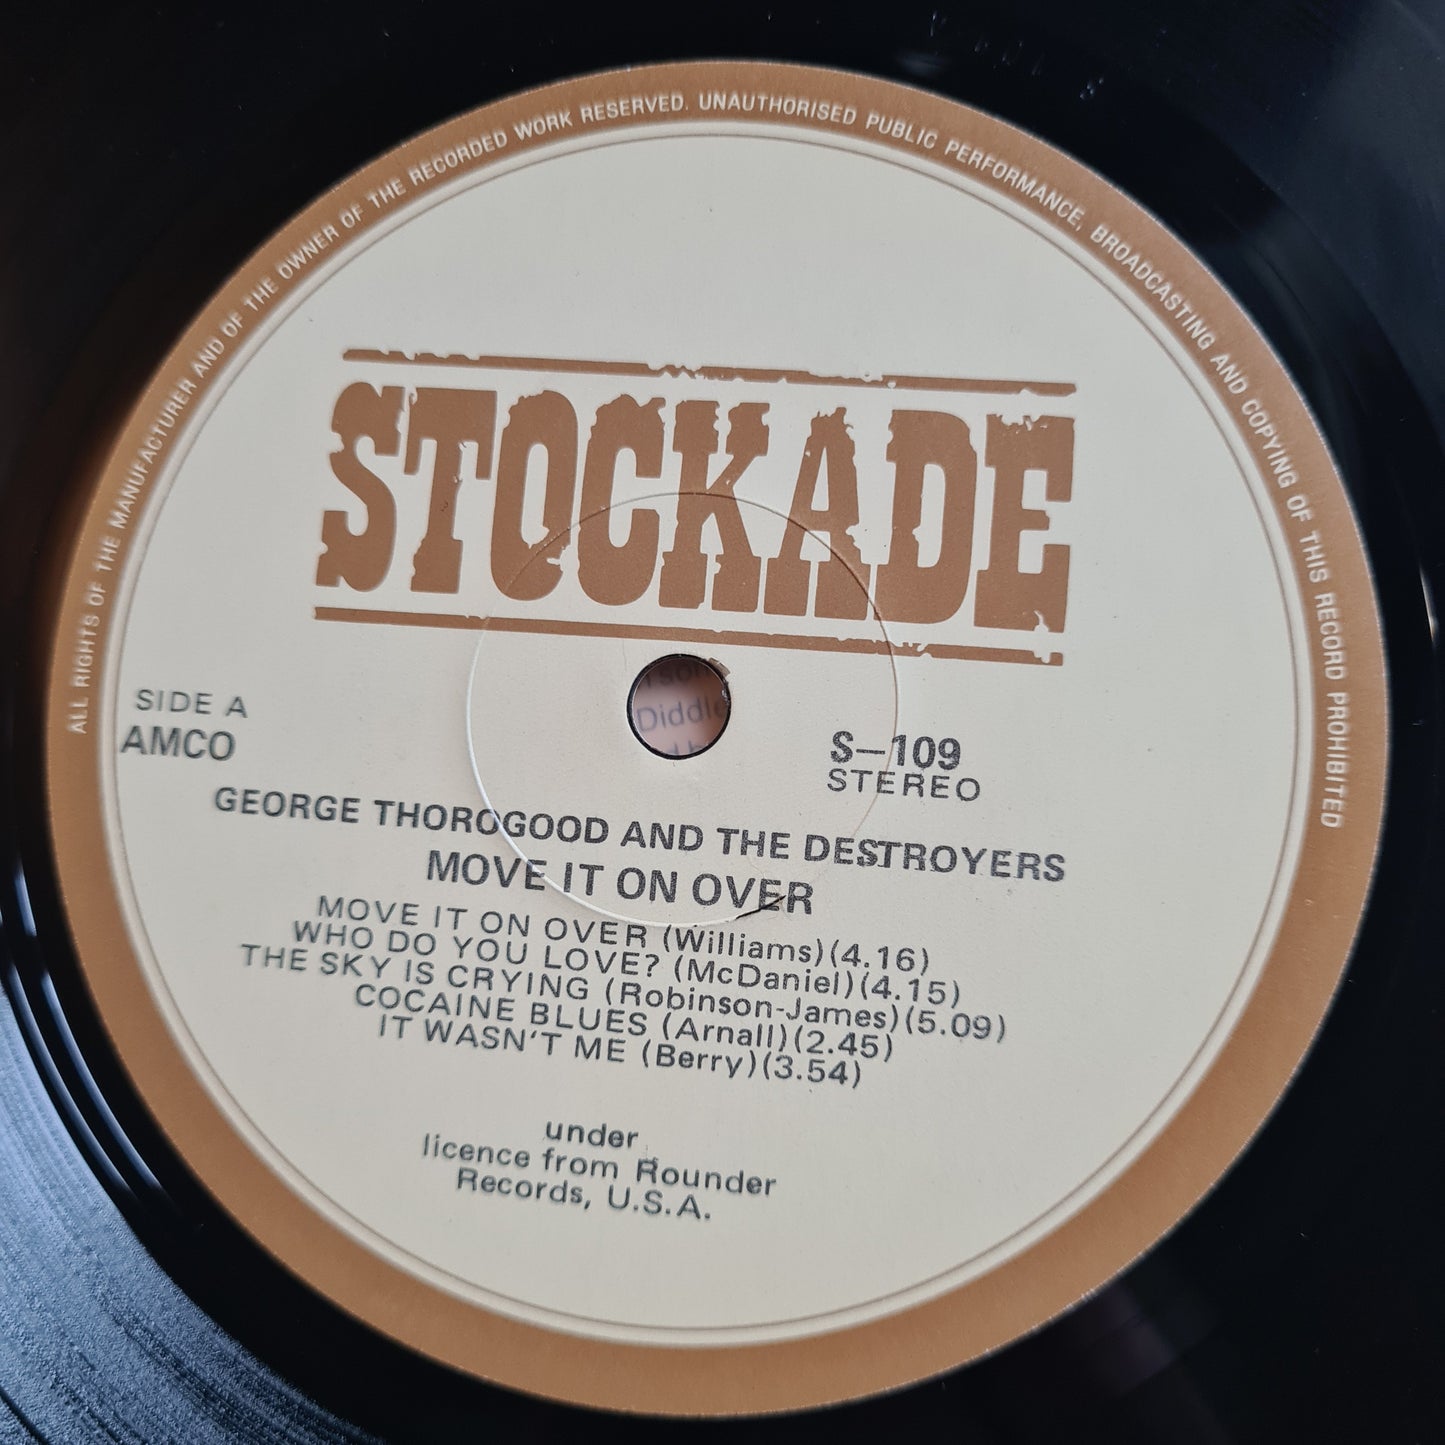 ALL RIGHTS OF THE MANUFACTURER AND OF THE OWNER OF THE RECORDED WORK RESERVED. UNAUTHORISED PUBLIC PERFORMANCE, BROADCASTING AND COPYING OF THIS RECORD PROHIBITED
STOCKADE
SIDE A
AMCO
Diddle
S—109
STEREO
GEORGE THOROGOOD AND THE DESTROYERS
MOVE IT ON OVER
MOVE IT ON OVER (Williams)(4.16)
WHO DO YOU LOVE? (McDaniel)(4.15)
THE SKY IS CRYING (Robinson-James)(5.09)
COCAINE BLUES (Arnall)(2.45)
IT WASN'T ME (Berry)(3.54)
under
licence from Rounder
Records, U.S.A.